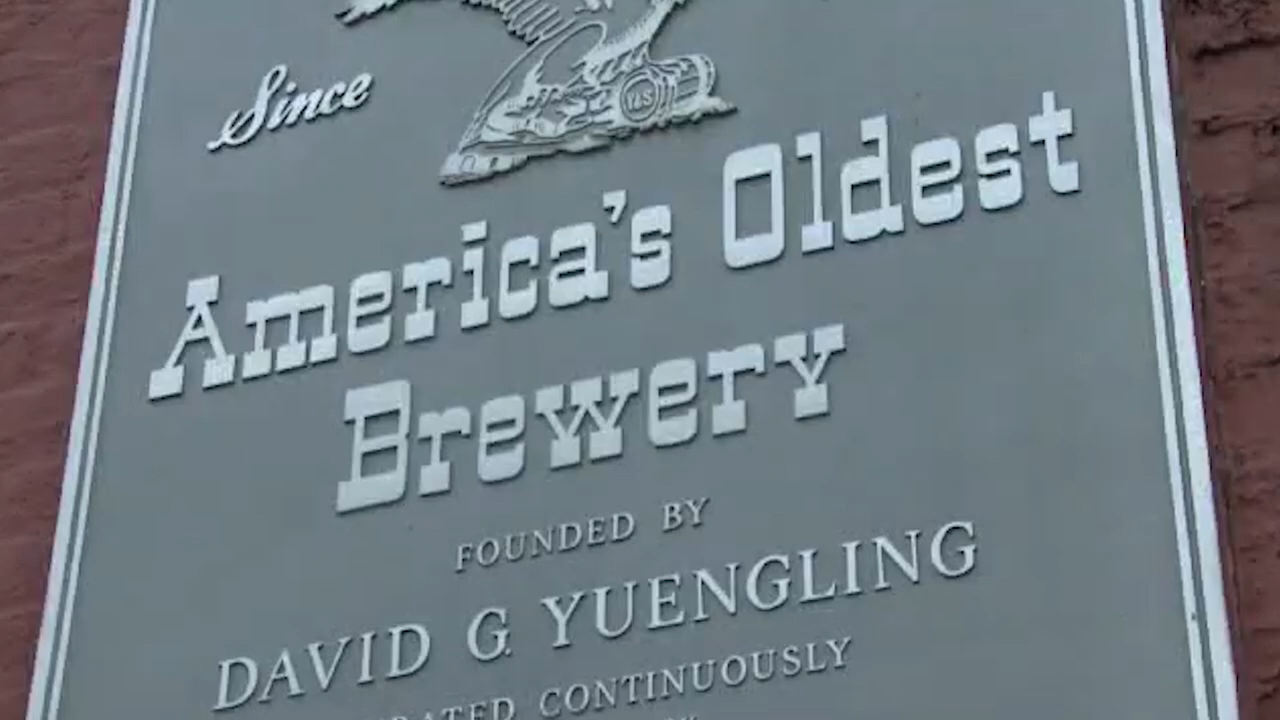 Since
Y&S
America's Oldest
Brewery
FOUNDED BY
DAVID G. YUENGLING
CONTINUOUSLY